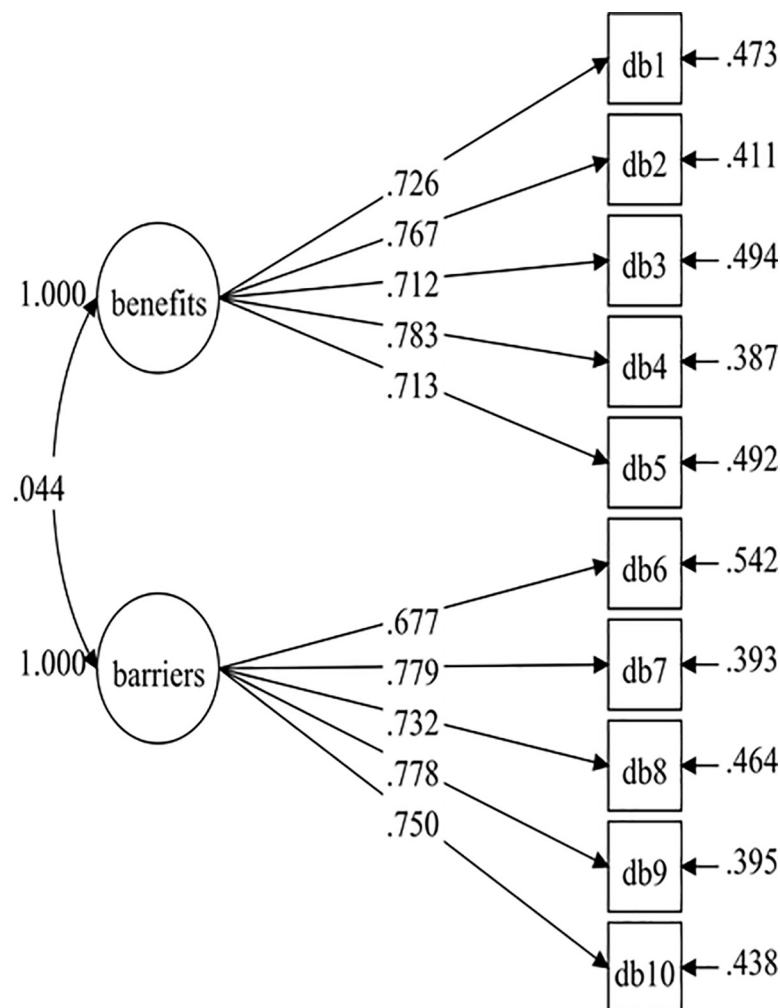 db1 .473
db2 .411
.726
.767
db3 .494
.712
1.000 benefits
.783
db4 .387
.713
db5 .492
.044
db6 .542
.677
1.000 barriers
.779
db7 .393
.732
db8 .464
.778
.750
db9 .395
db10 .438